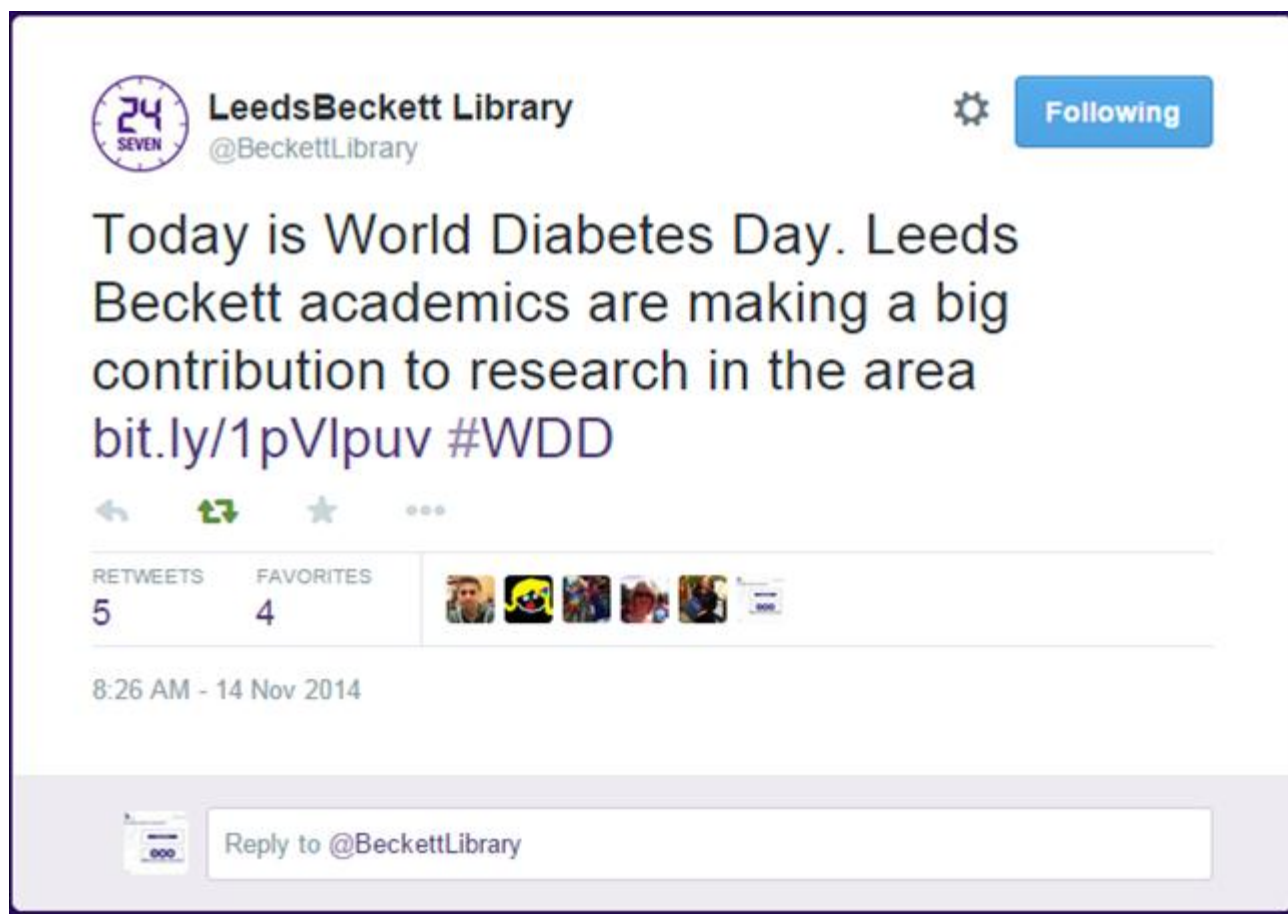 24
SEVEN
LeedsBeckett Library
@BeckettLibrary
Following
Today is World Diabetes Day. Leeds
Beckett academics are making a big
contribution to research in the area
bit.ly/1pVlpuv #WDD
RETWEETS FAVORITES
5 4
8:26 AM - 14 Nov 2014
Reply to @BeckettLibrary